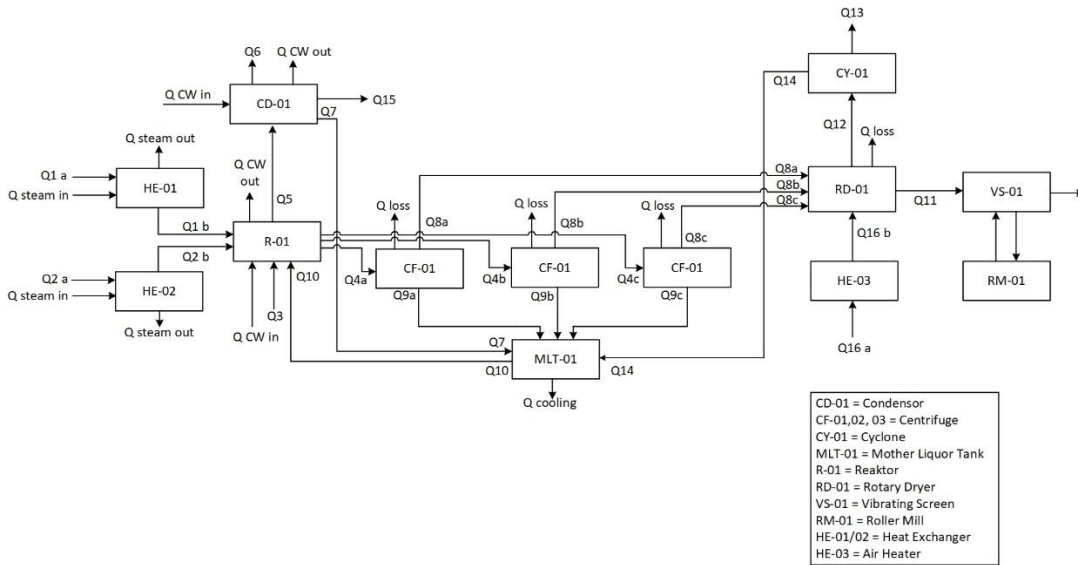 Q13
Q6
Q CW out
Q14
CY-01
Q CW in
CD-01
Q15
Q7
Q12
Q loss
Q steam out
Q CW out
Q5
Q1 a
Q steam in
HE-01
Q1 b
Q loss
Q8a
Q loss
Q8b
Q loss
Q8c
Q8a
Q8b
Q8c
RD-01
Q11
VS-01
R-01
Q2 b
Q10
Q4a
CF-01
Q4b
CF-01
Q4c
CF-01
Q16 b
Q2 a
Q steam in
HE-02
Q3
Q9a
Q9b
Q9c
HE-03
RM-01
Q steam out
Q CW in
Q7
Q10
MLT-01
Q14
Q16 a
Q cooling
CD-01 = Condensor
CF-01,02, 03 = Centrifuge
CY-01 = Cyclone
MLT-01 = Mother Liquor Tank
R-01 = Reaktor
RD-01 = Rotary Dryer
VS-01 = Vibrating Screen
RM-01 = Roller Mill
HE-01/02 = Heat Exchanger
HE-03 = Air Heater